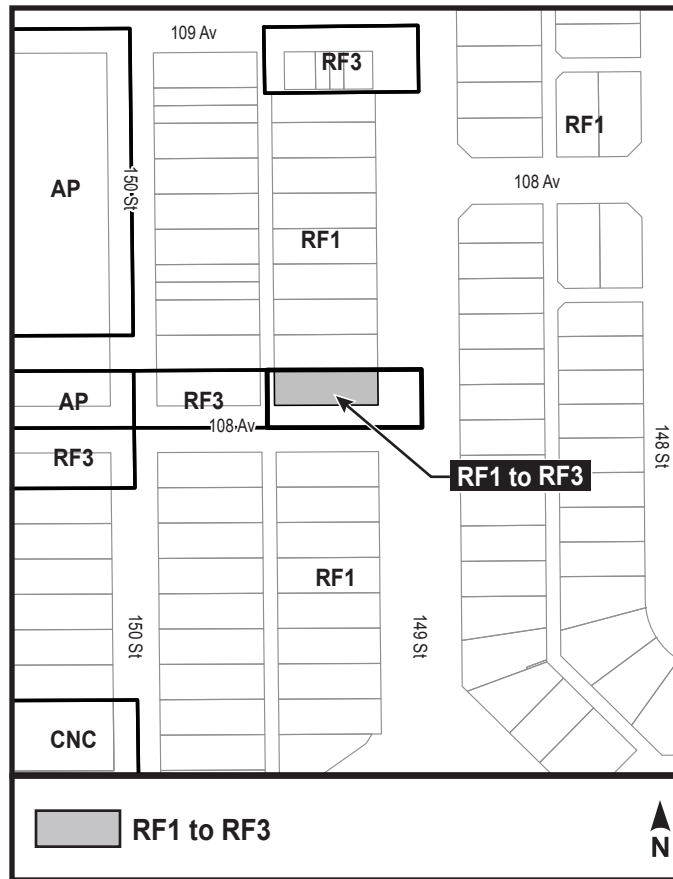 109 Av
RF3
RF1
AP
150 St
108 Av
RF1
AP
RF3
108 Av
RF3
148 St
RF1 to RF3
RF1
150 St
149 St
CNC
RF1 to RF3
N